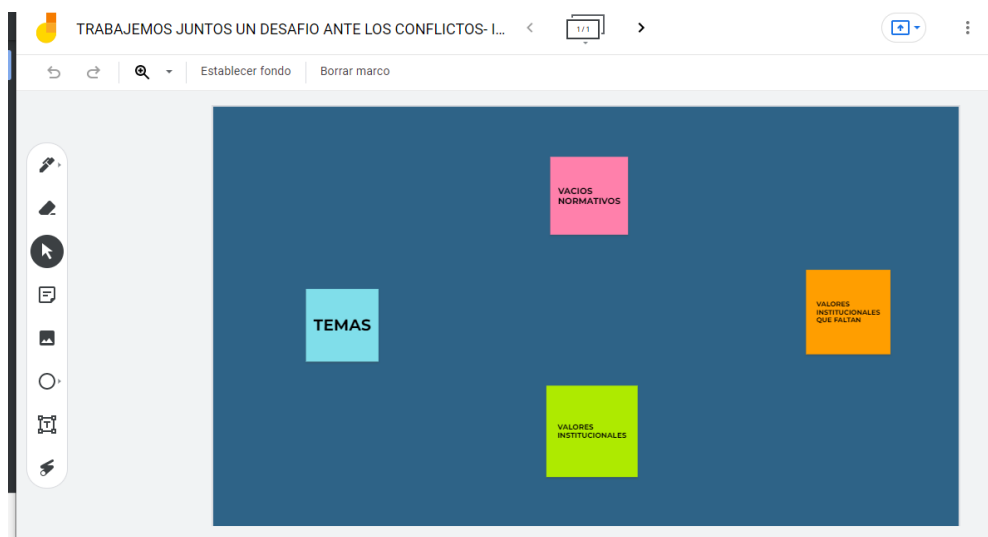 TRABAJEMOS JUNTOS UN DESAFIO ANTE LOS CONFLICTOS- I...
1/1
Establecer fondo
Borrar marco
VACIOS
NORMATIVOS
TEMAS
VALORES
INSTITUCIONALES
QUE FALTAN
VALORES
INSTITUCIONALES